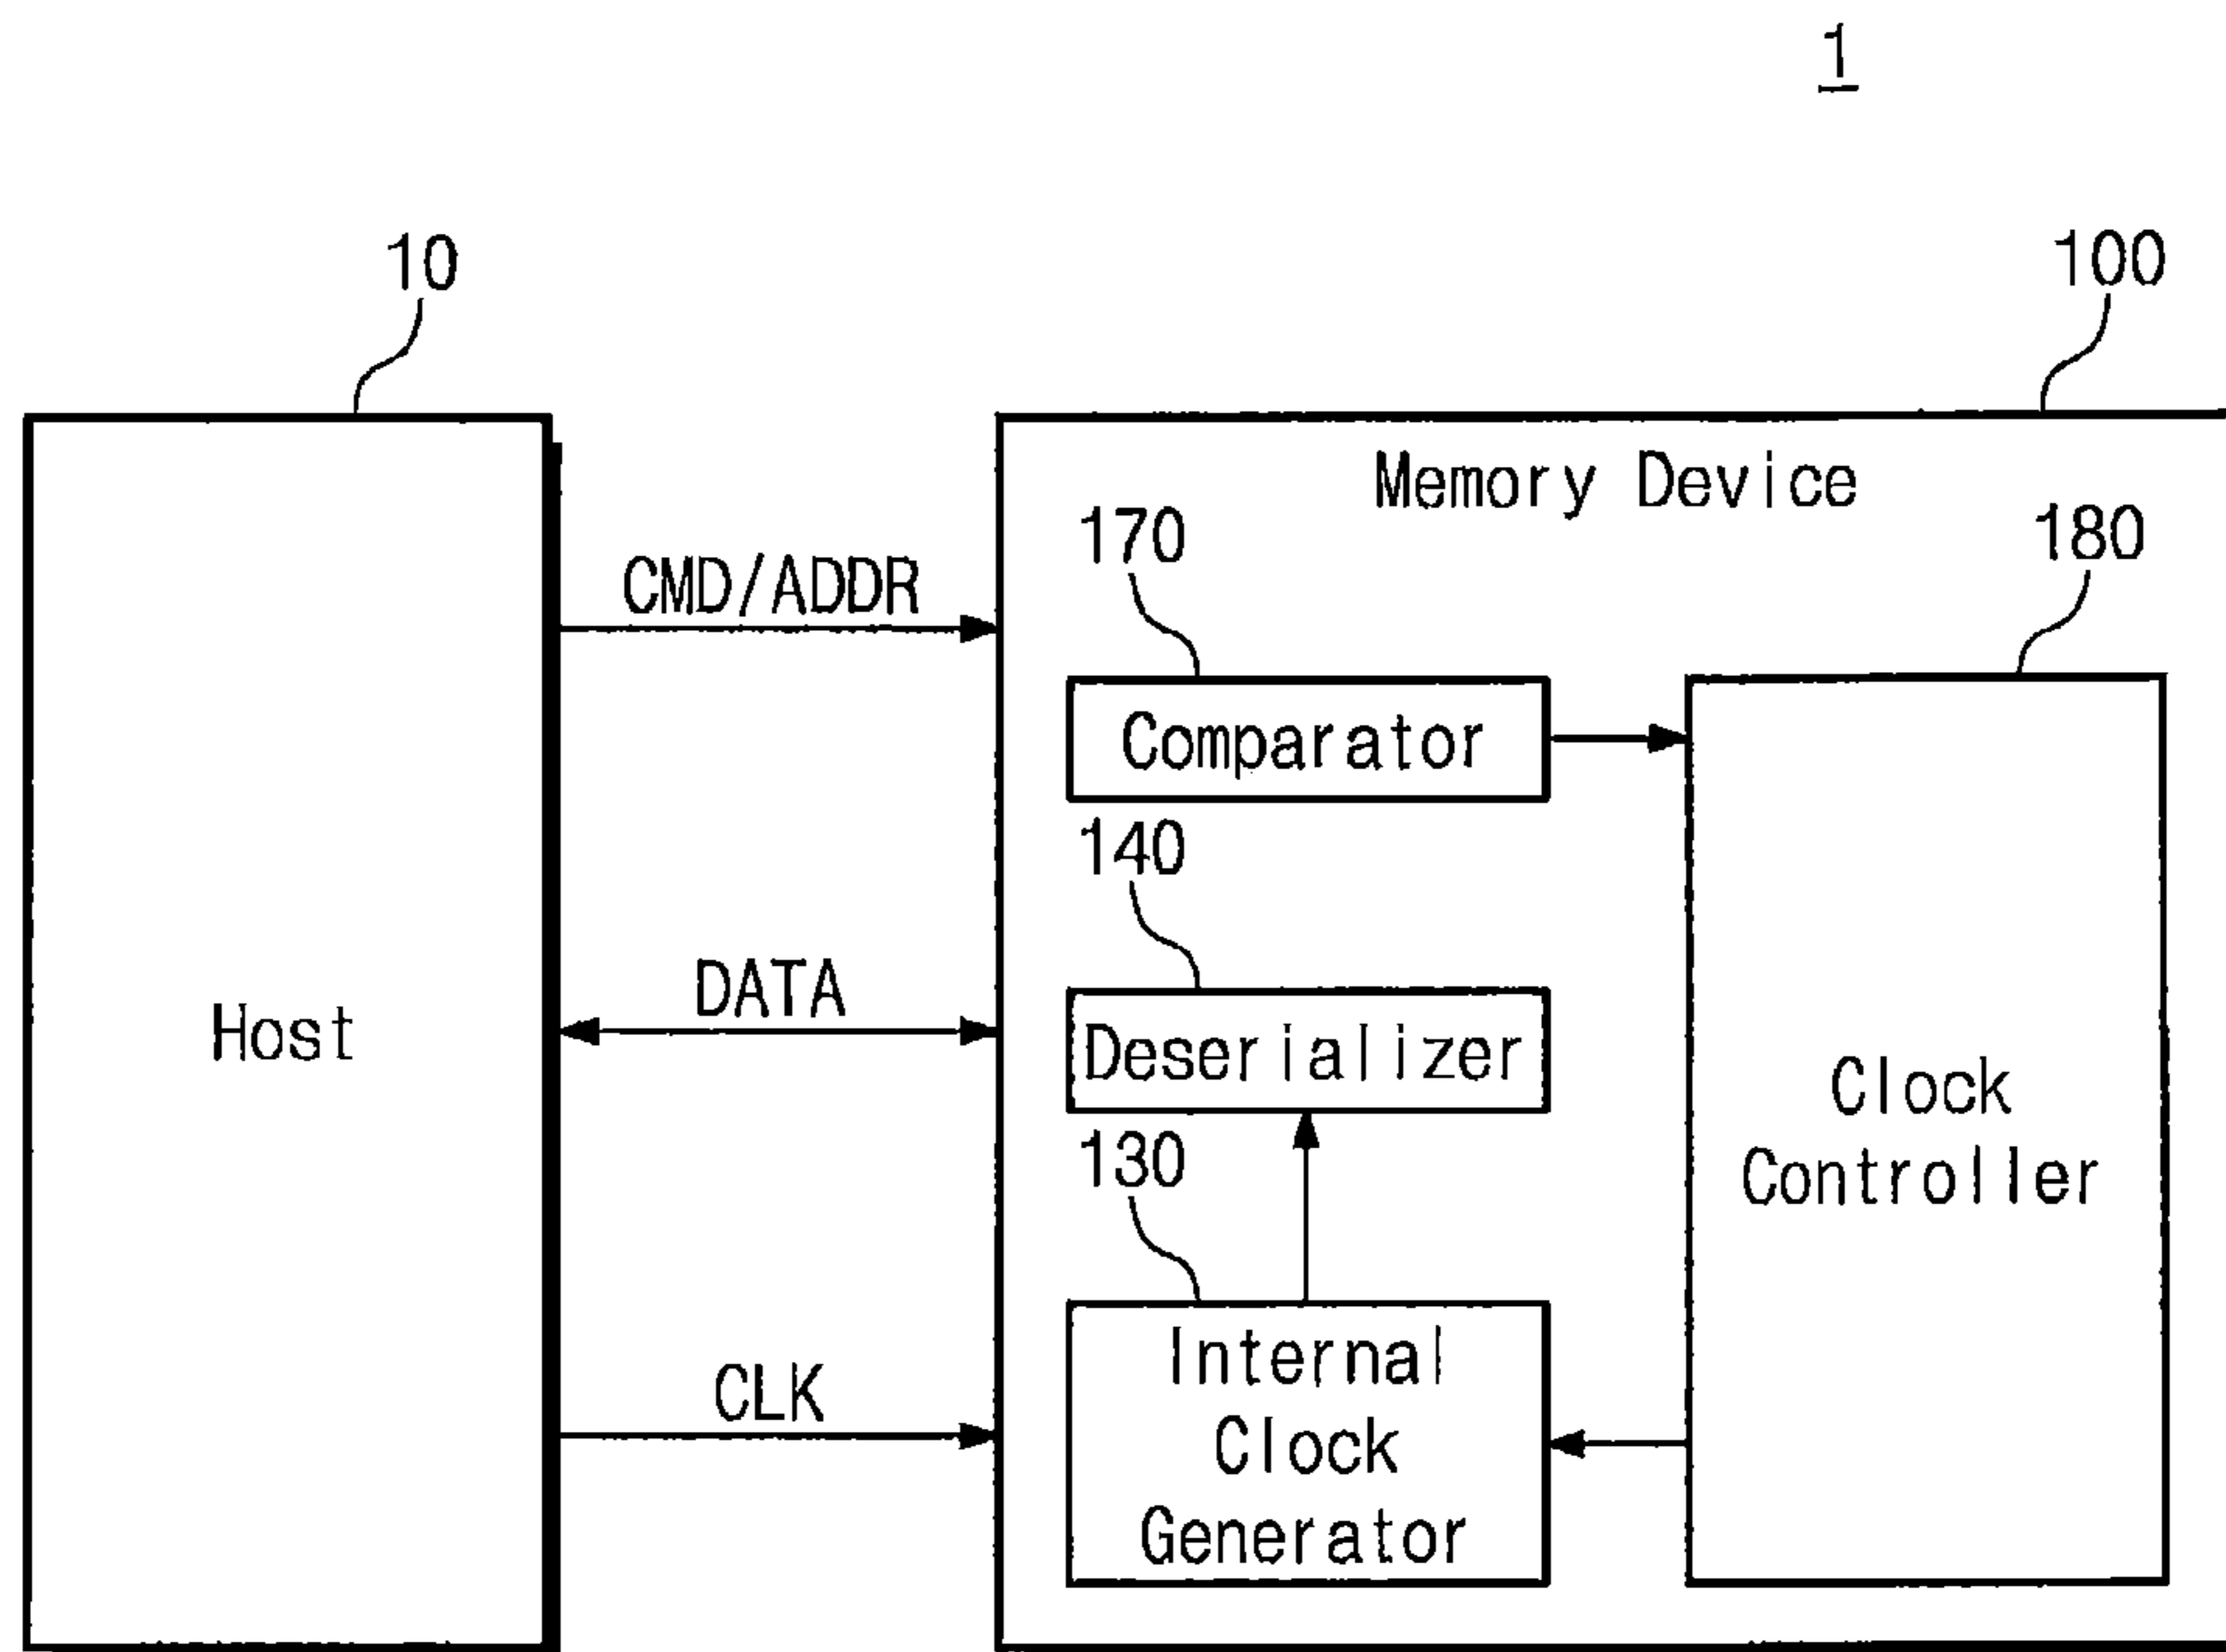 1
10
100
Memory Device
170
180
CMD/ADDR
Comparator
140
DATA
Host
Deserializer
Clock
Controller
130
Internal
Clock
Generator
CLK